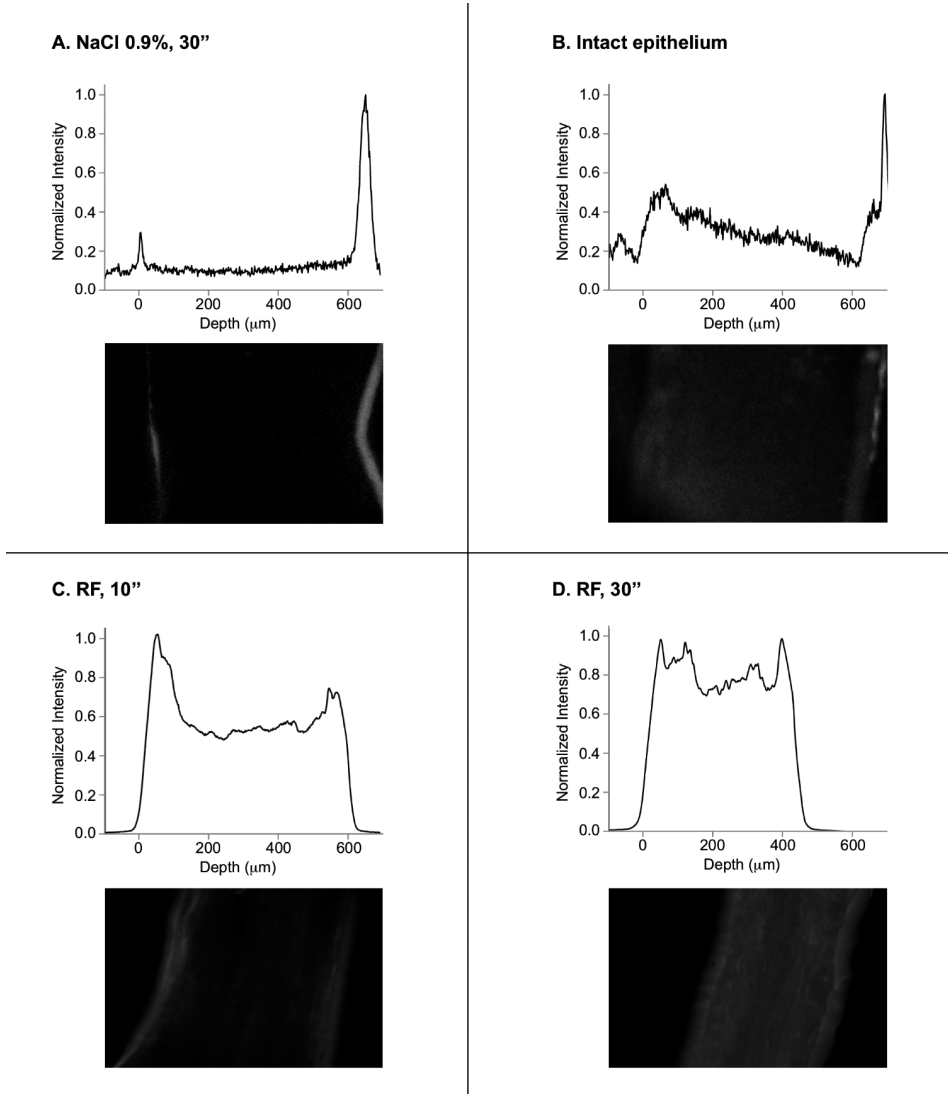 A. NaCl 0.9%, 30”
B. Intact epithelium
1.0
0.8
0.6
0.4
0.2
0.0
Normalized Intensity
0 200 400 600
Depth (μm)
1.0
0.8
0.6
0.4
0.2
0.0
Normalized Intensity
0 200 400 600
Depth (μm)
C. RF, 10”
D. RF, 30”
1.0
0.8
0.6
0.4
0.2
0.0
Normalized Intensity
0 200 400 600
Depth (μm)
1.0
0.8
0.6
0.4
0.2
0.0
Normalized Intensity
0 200 400 600
Depth (μm)